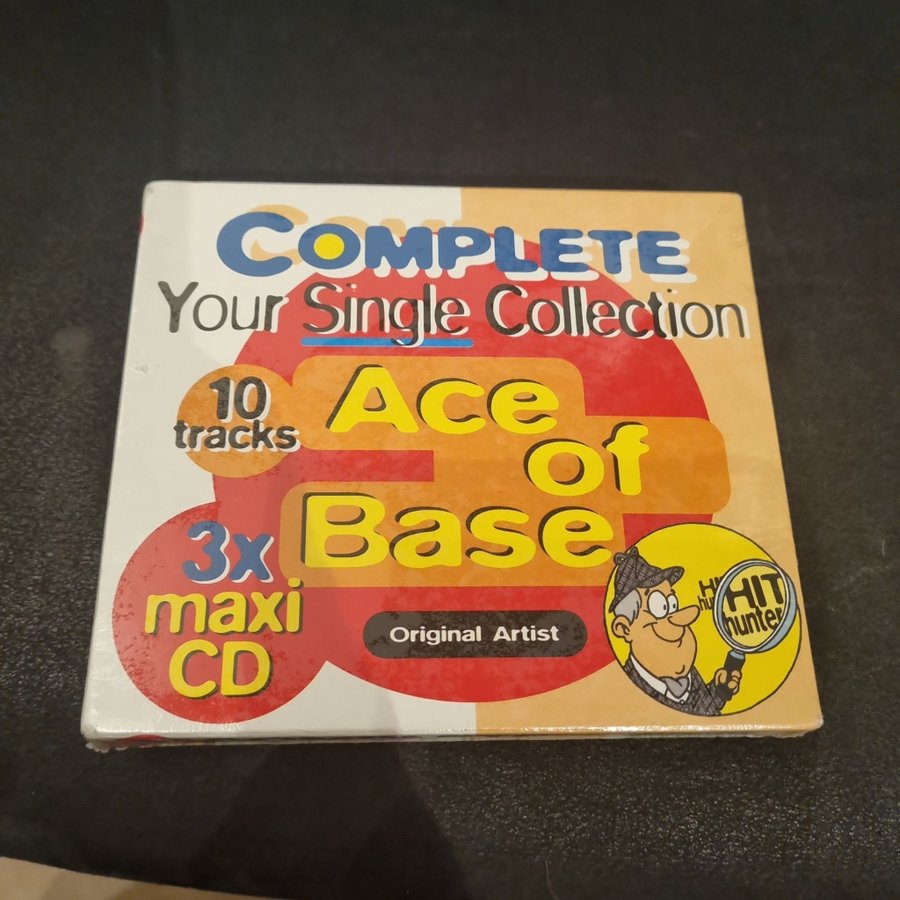 COMPLETE
Your Single Collection
10
tracks
Ace
of
Base
3x
maxi
CD
Original Artist
HIT
hunter